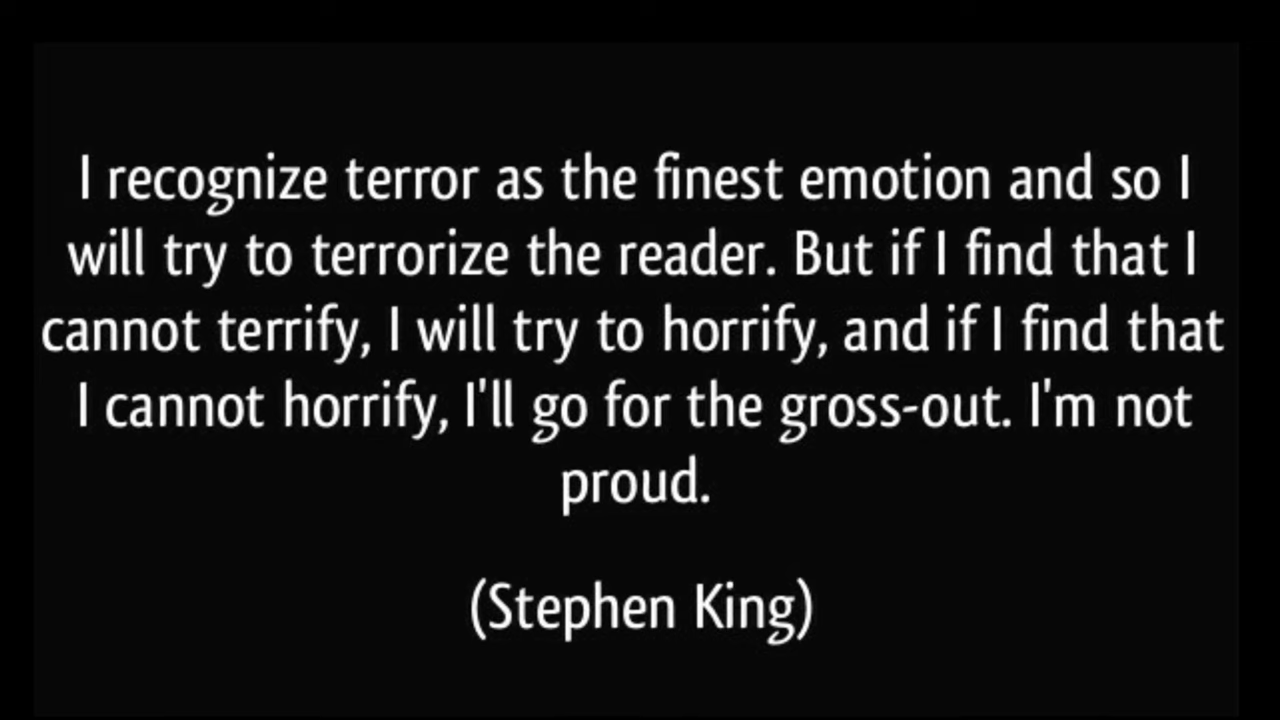 I recognize terror as the finest emotion and so I
will try to terrorize the reader. But if I find that I
cannot terrify, I will try to horrify, and if I find that
I cannot horrify, I'll go for the gross-out. I'm not
proud.
(Stephen King)